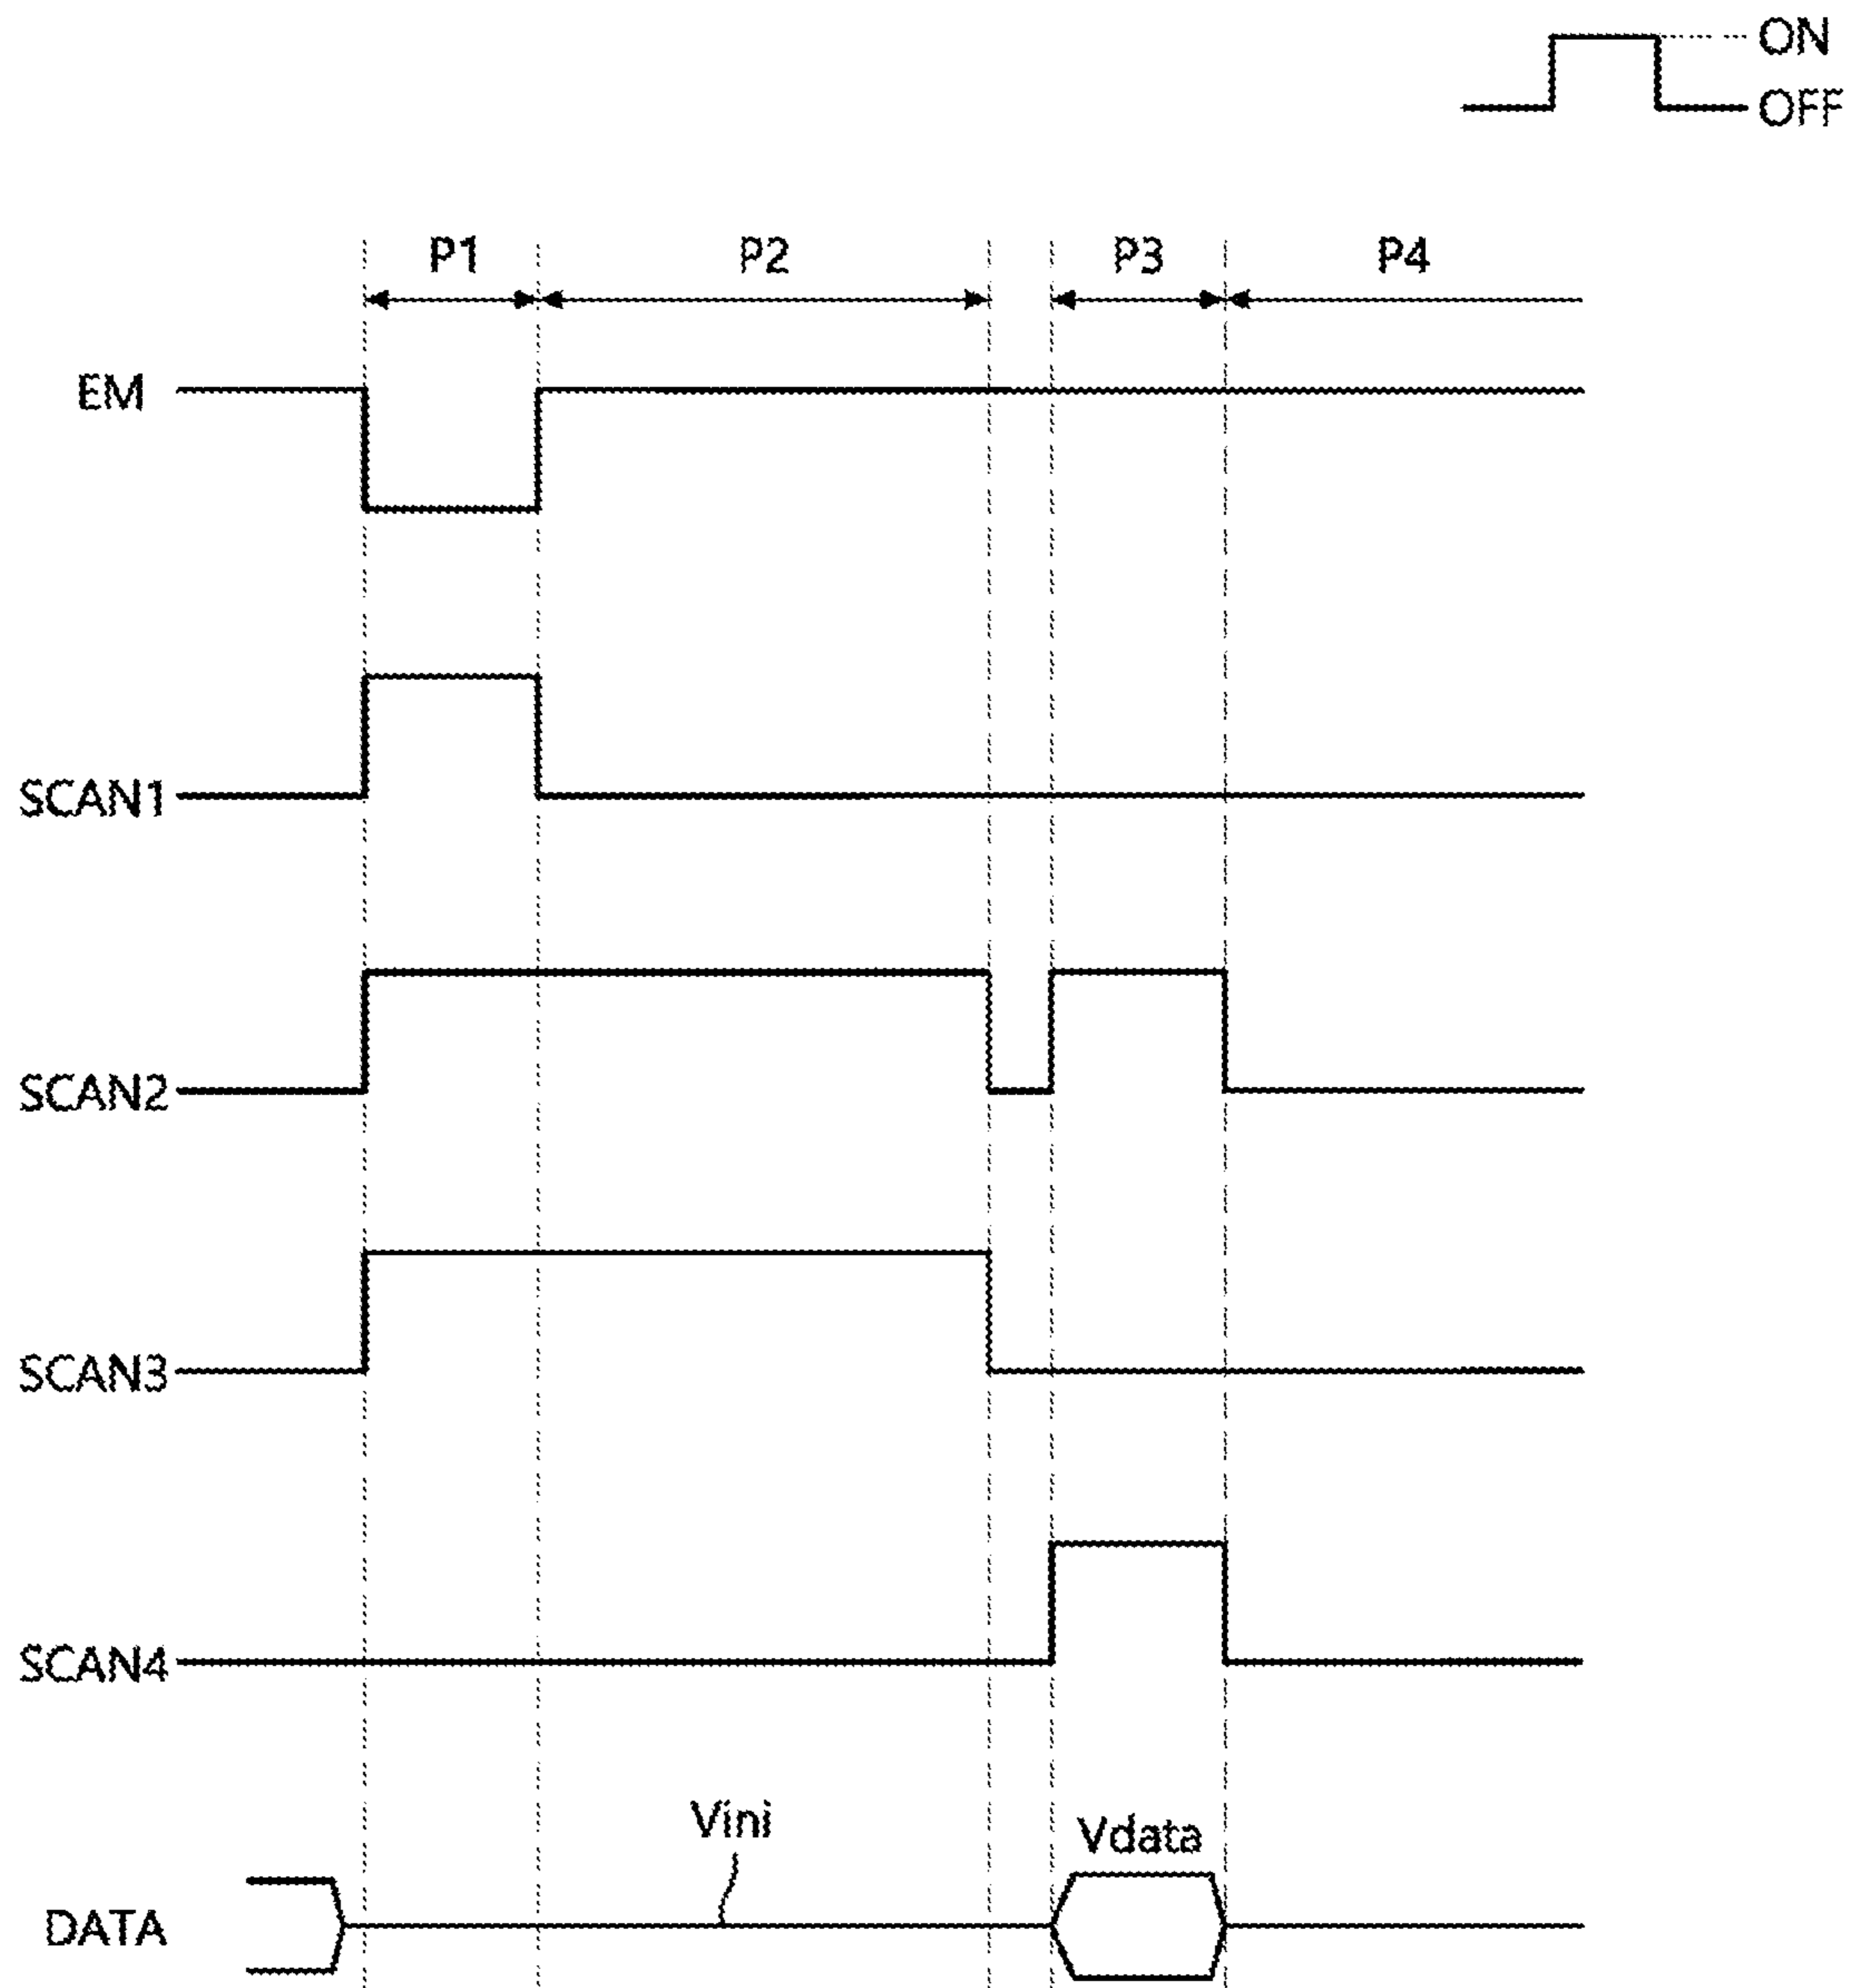 ON
OFF
P1 P2 P3 P4
EM
SCAN1
SCAN2
SCAN3
SCAN4
Vini
Vdata
DATA